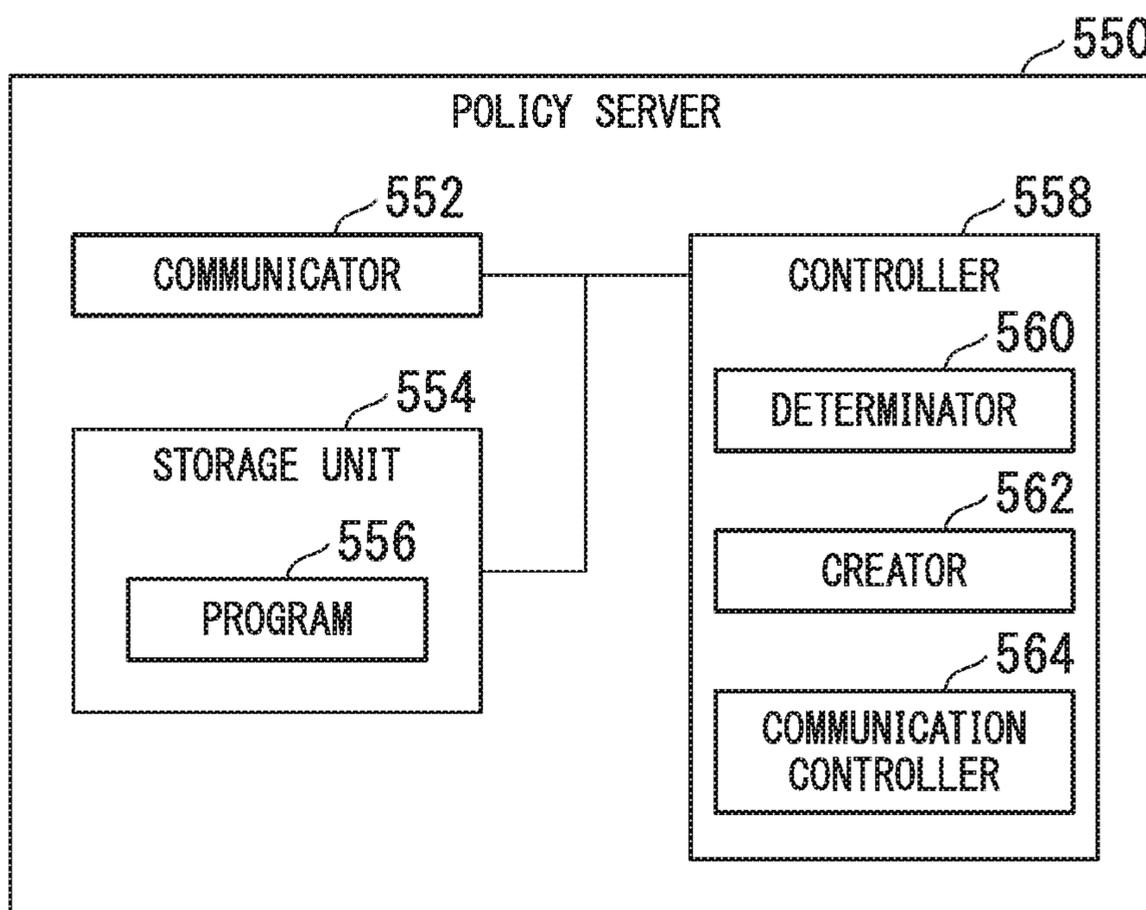 550
POLICY SERVER
552
COMMUNICATOR
554
STORAGE UNIT
556
PROGRAM
558
CONTROLLER
560
DETERMINATOR
562
CREATOR
564
COMMUNICATION
CONTROLLER